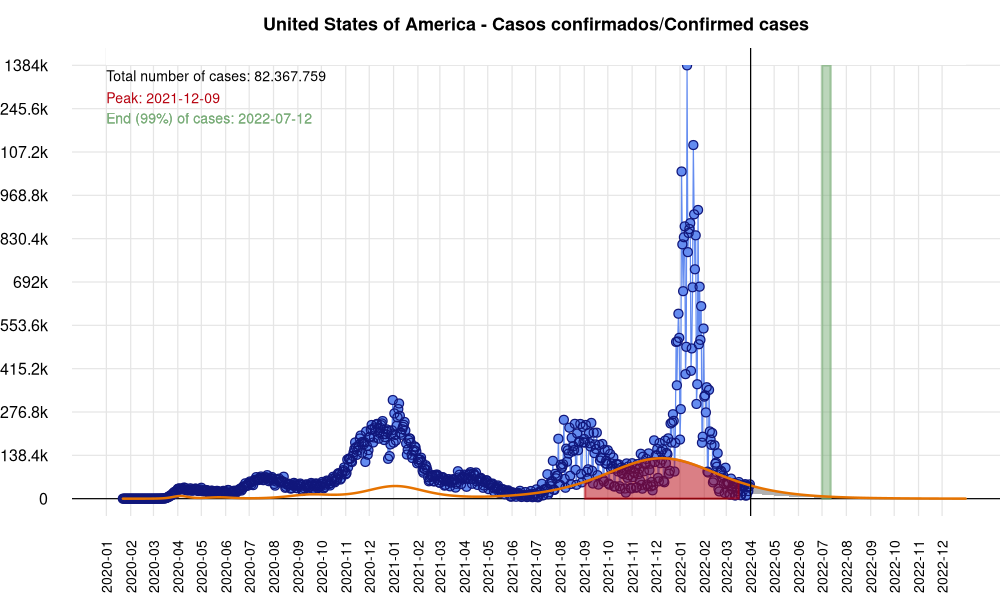 United States of America - Casos confirmados/Confirmed cases
Total number of cases: 82.367.759
Peak: 2021-12-09
End (99%) of cases: 2022-07-12
1384k
245.6k
107.2k
968.8k
830.4k
692k
553.6k
415.2k
276.8k
138.4k
0
2020-01
2020-02
2020-03
2020-04
2020-05
2020-06
2020-07
2020-08
2020-09
2020-10
2020-11
2020-12
2021-01
2021-02
2021-03
2021-04
2021-05
2021-06
2021-07
2021-08
2021-09
2021-10
2021-11
2021-12
2022-01
2022-02
2022-03
2022-04
2022-05
2022-06
2022-07
2022-08
2022-09
2022-10
2022-11
2022-12